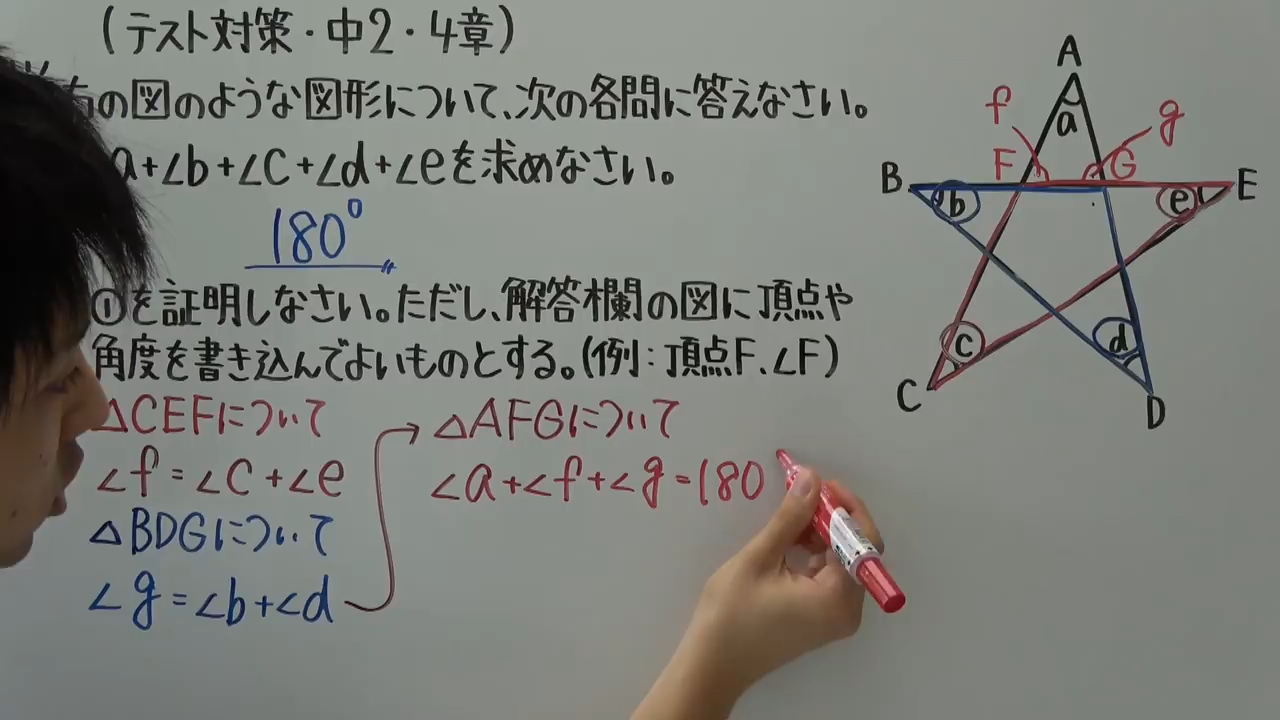 (テスト対策・中2・4章)
右の図のような図形について、次の各問に答えなさい。
a+∠b+∠c+∠d+∠eを求めなさい。
180°
①を証明しなさい。ただし、解答欄の図に頂点や
角度を書き込んでよいものとする。(例:頂点F、∠F)
△CEFについて
∠f=∠c+∠e
△BDGについて
∠g=∠b+∠d
△AFGについて
∠a+∠f+∠g=180
A
f
a
g
F
G
B
b
e
E
c
d
C
D